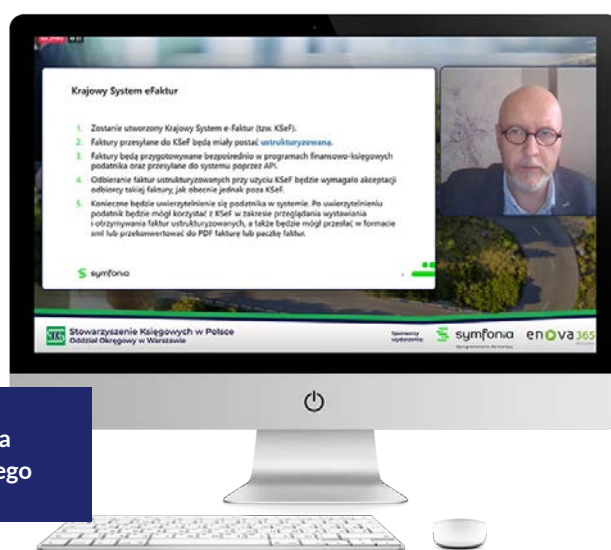 Krajowy System eFaktur
1. Zostanie utworzony Krajowy System e-Faktur (tzw. KSeF).
2. Faktury przesyłane do KSeF będą miały postać ustrukturyzowaną.
3. Faktury będą przygotowywane bezpośrednio w programach finansowo-księgowych
podatnika oraz przesyłane do systemu poprzez API.
4. Odbieranie faktur ustrukturyzowanych przy użyciu KSeF będzie wymagało akceptacji
odbiorcy takiej faktury, jak obecnie jednak poza KSeF.
5. Konieczne będzie uwierzytelnienie się podatnika w systemie. Po uwierzytelnieniu
podatnik będzie mógł korzystać z KSeF w zakresie przeglądania wystawiania
i otrzymywania faktur ustrukturyzowanych, a także będzie mógł przesłać w formacie
xml lub przekonwertować do PDF fakturę lub paczkę faktur.
symfonia
Stowarzyszenie Księgowych w Polsce
Oddział Okręgowy w Warszawie
Sponsorzy
wydarzenia:
symfonia
enova365
a
ego